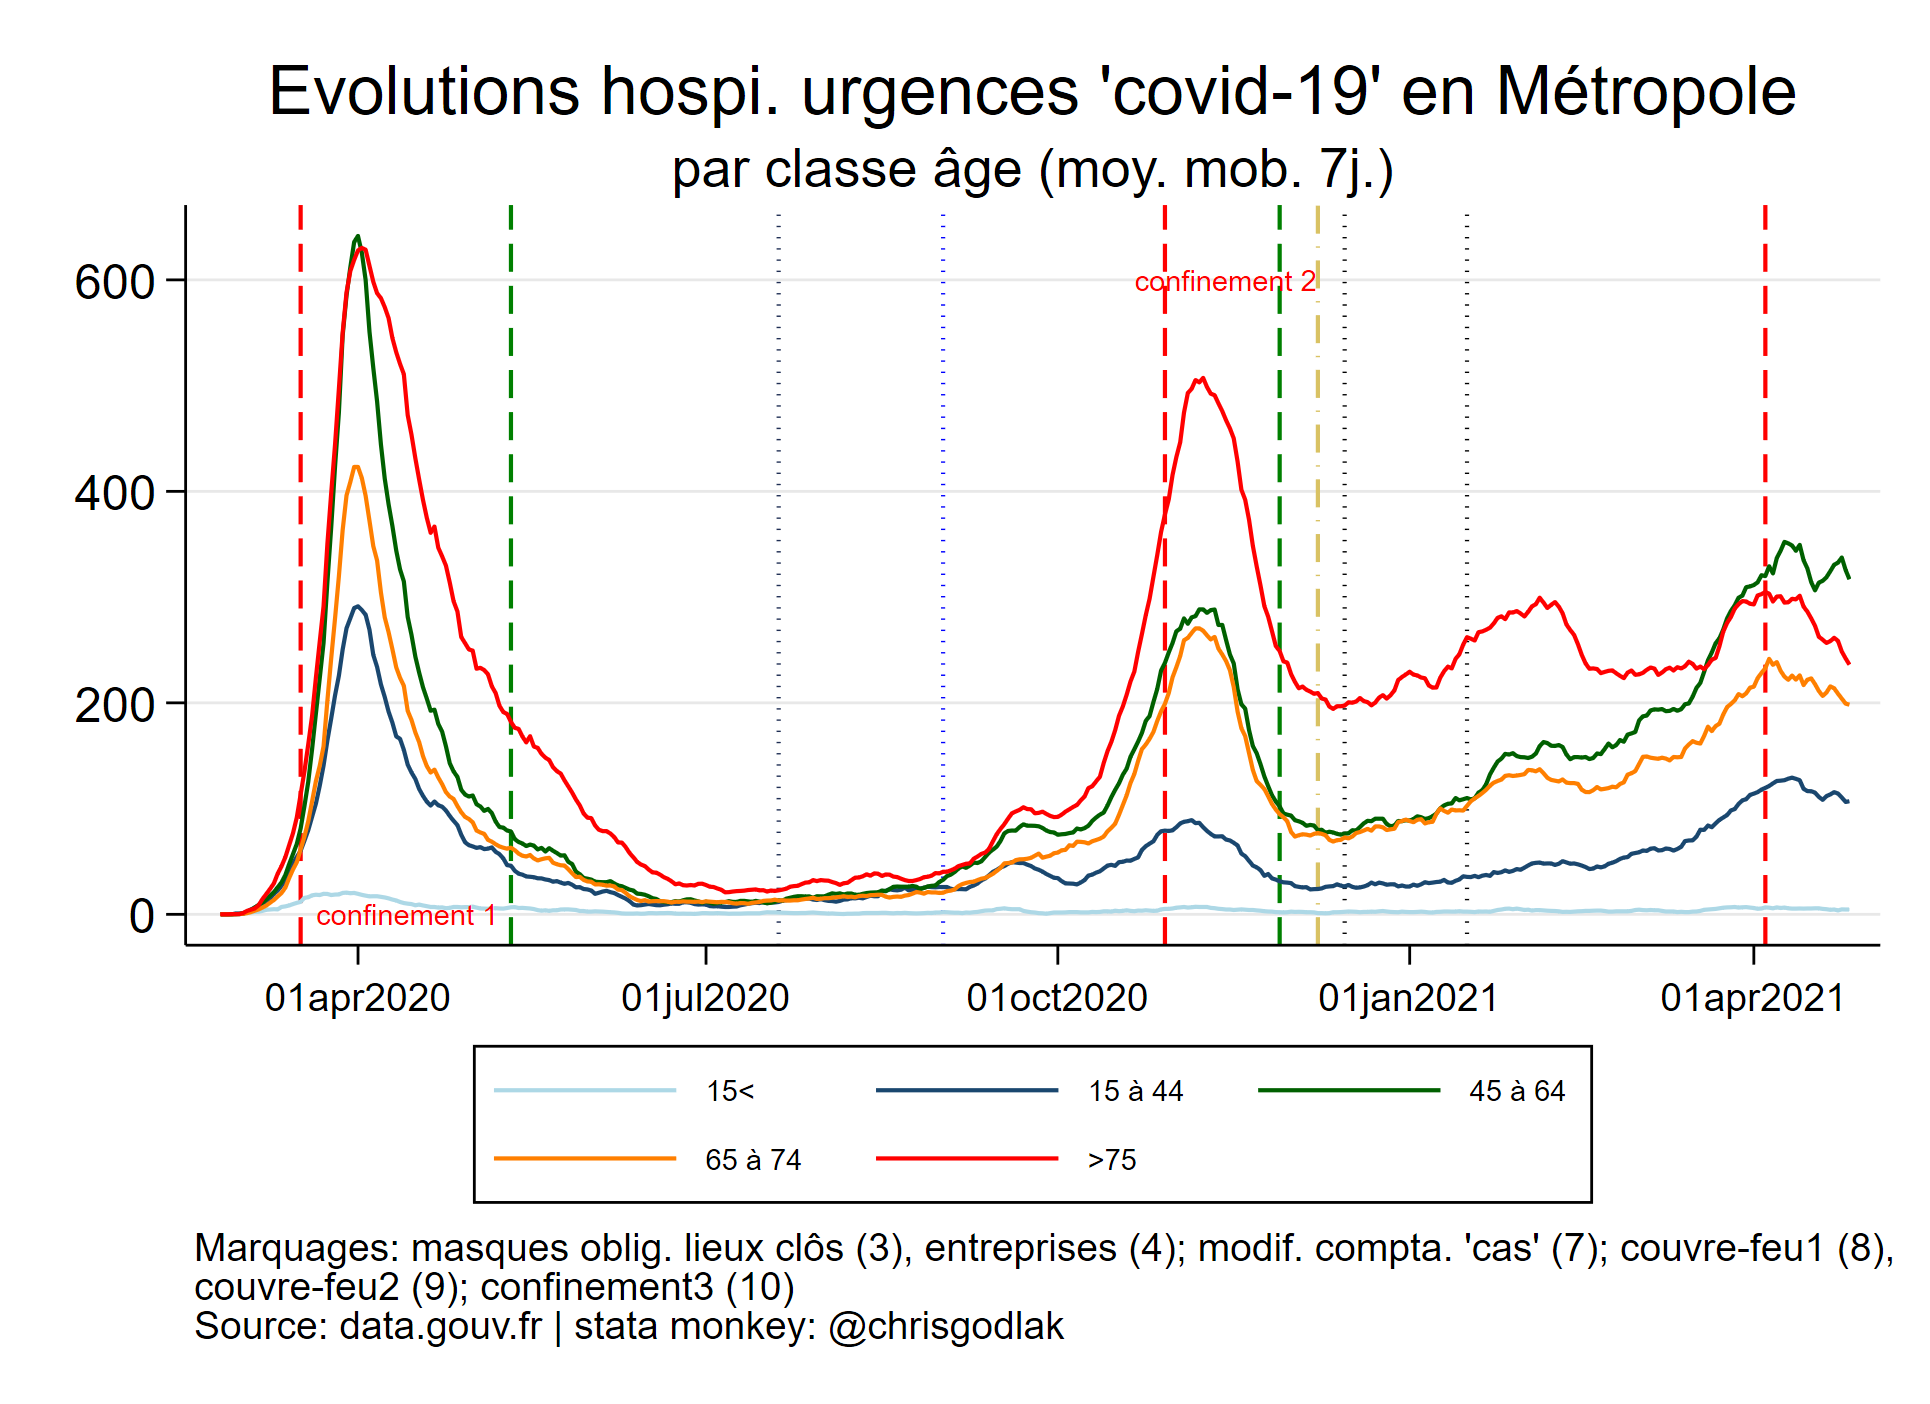 Evolutions hospi. urgences 'covid-19' en Métropole
par classe âge (moy. mob. 7j.)
600
confinement 2
400
200
0
confinement 1
01apr2020 01jul2020 01oct2020 01jan2021 01apr2021
15< 15 à 44 45 à 64
65 à 74 >75
Marquages: masques oblig. lieux clôs (3), entreprises (4); modif. compta. 'cas' (7); couvre-feu1 (8),
couvre-feu2 (9); confinement3 (10)
Source: data.gouv.fr | stata monkey: @chrisgodlak